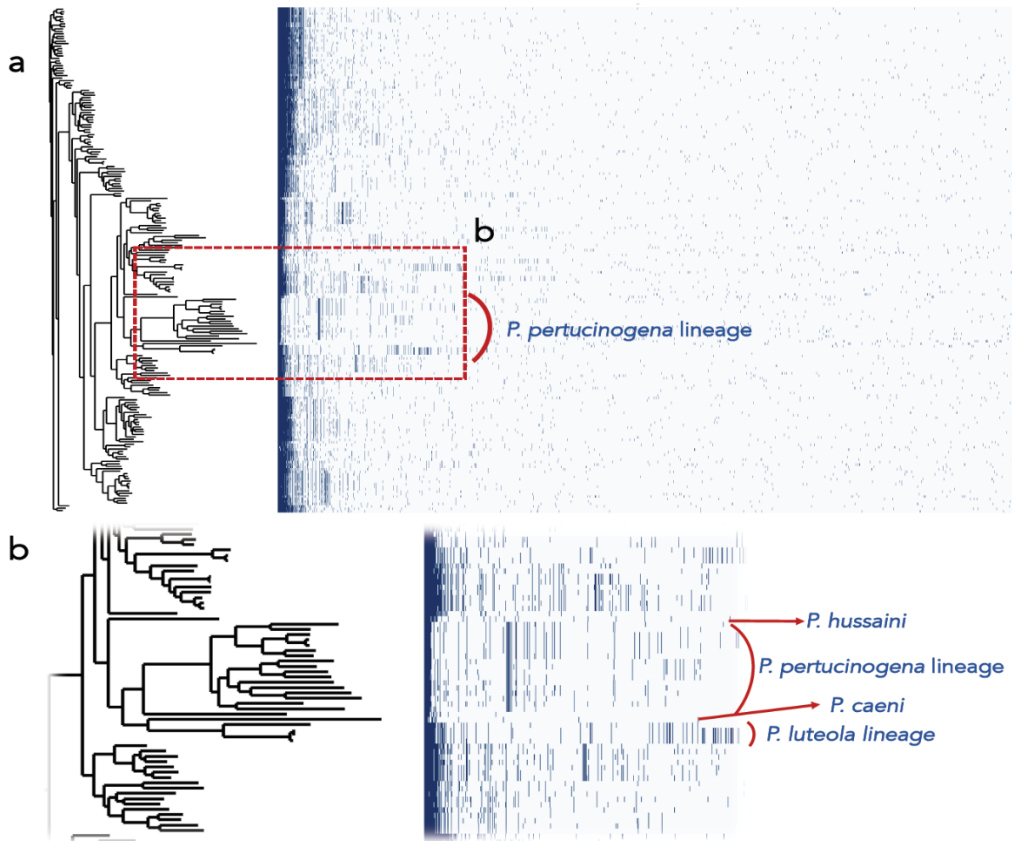 a
b
P. pertucinogena lineage
b
P. hussaini
P. pertucinogena lineage
P. caeni
P. luteola lineage